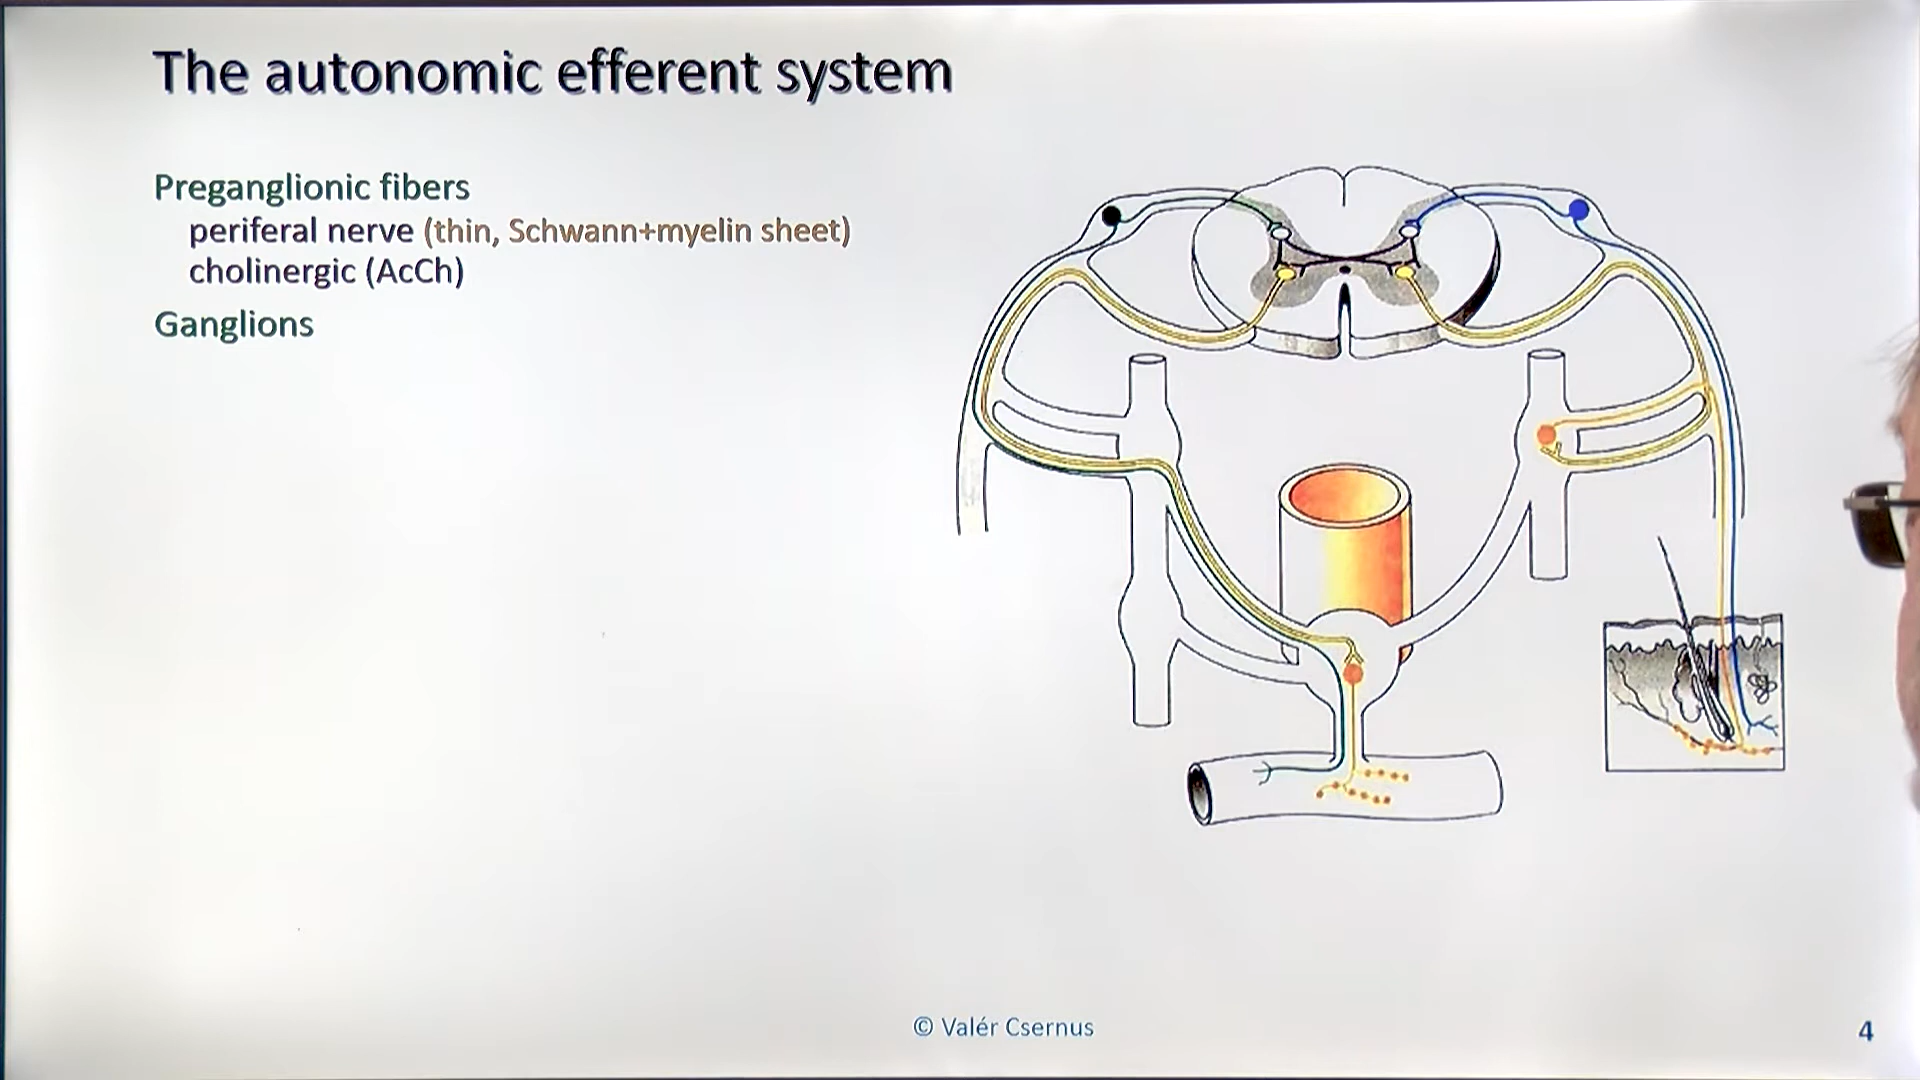 The autonomic efferent system
Preganglionic fibers
periferal nerve (thin, Schwann+myelin sheet)
cholinergic (AcCh)
Ganglions
© Valér Csernus
4